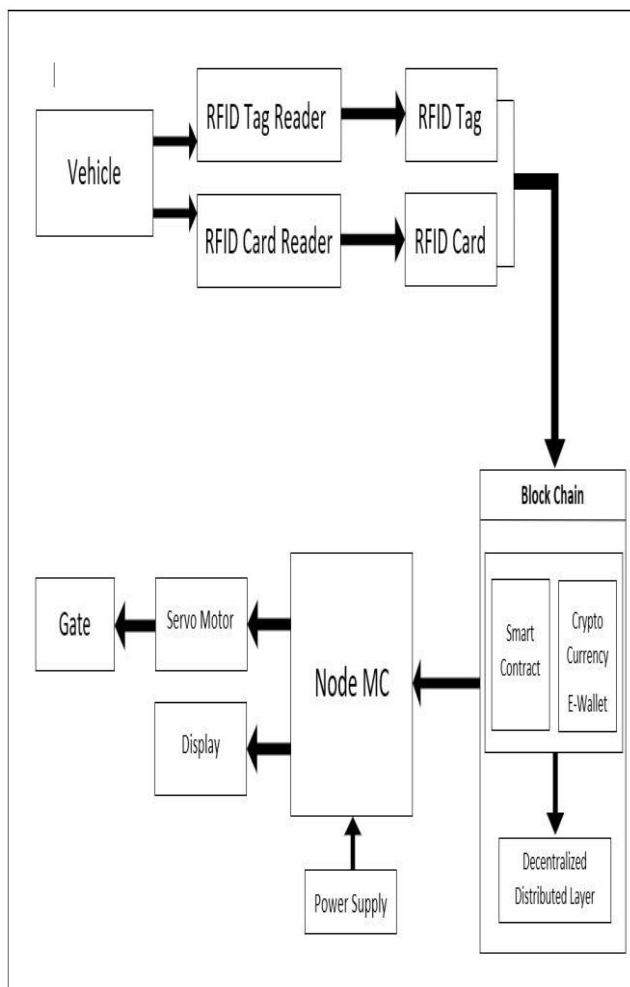 RFID Tag Reader
RFID Tag
Vehicle
RFID Card Reader
RFID Card
Block Chain
Smart
Contract
Crypto
Currency
E-Wallet
Gate
Servo Motor
Node MC
Display
Decentralized
Distributed Layer
Power Supply